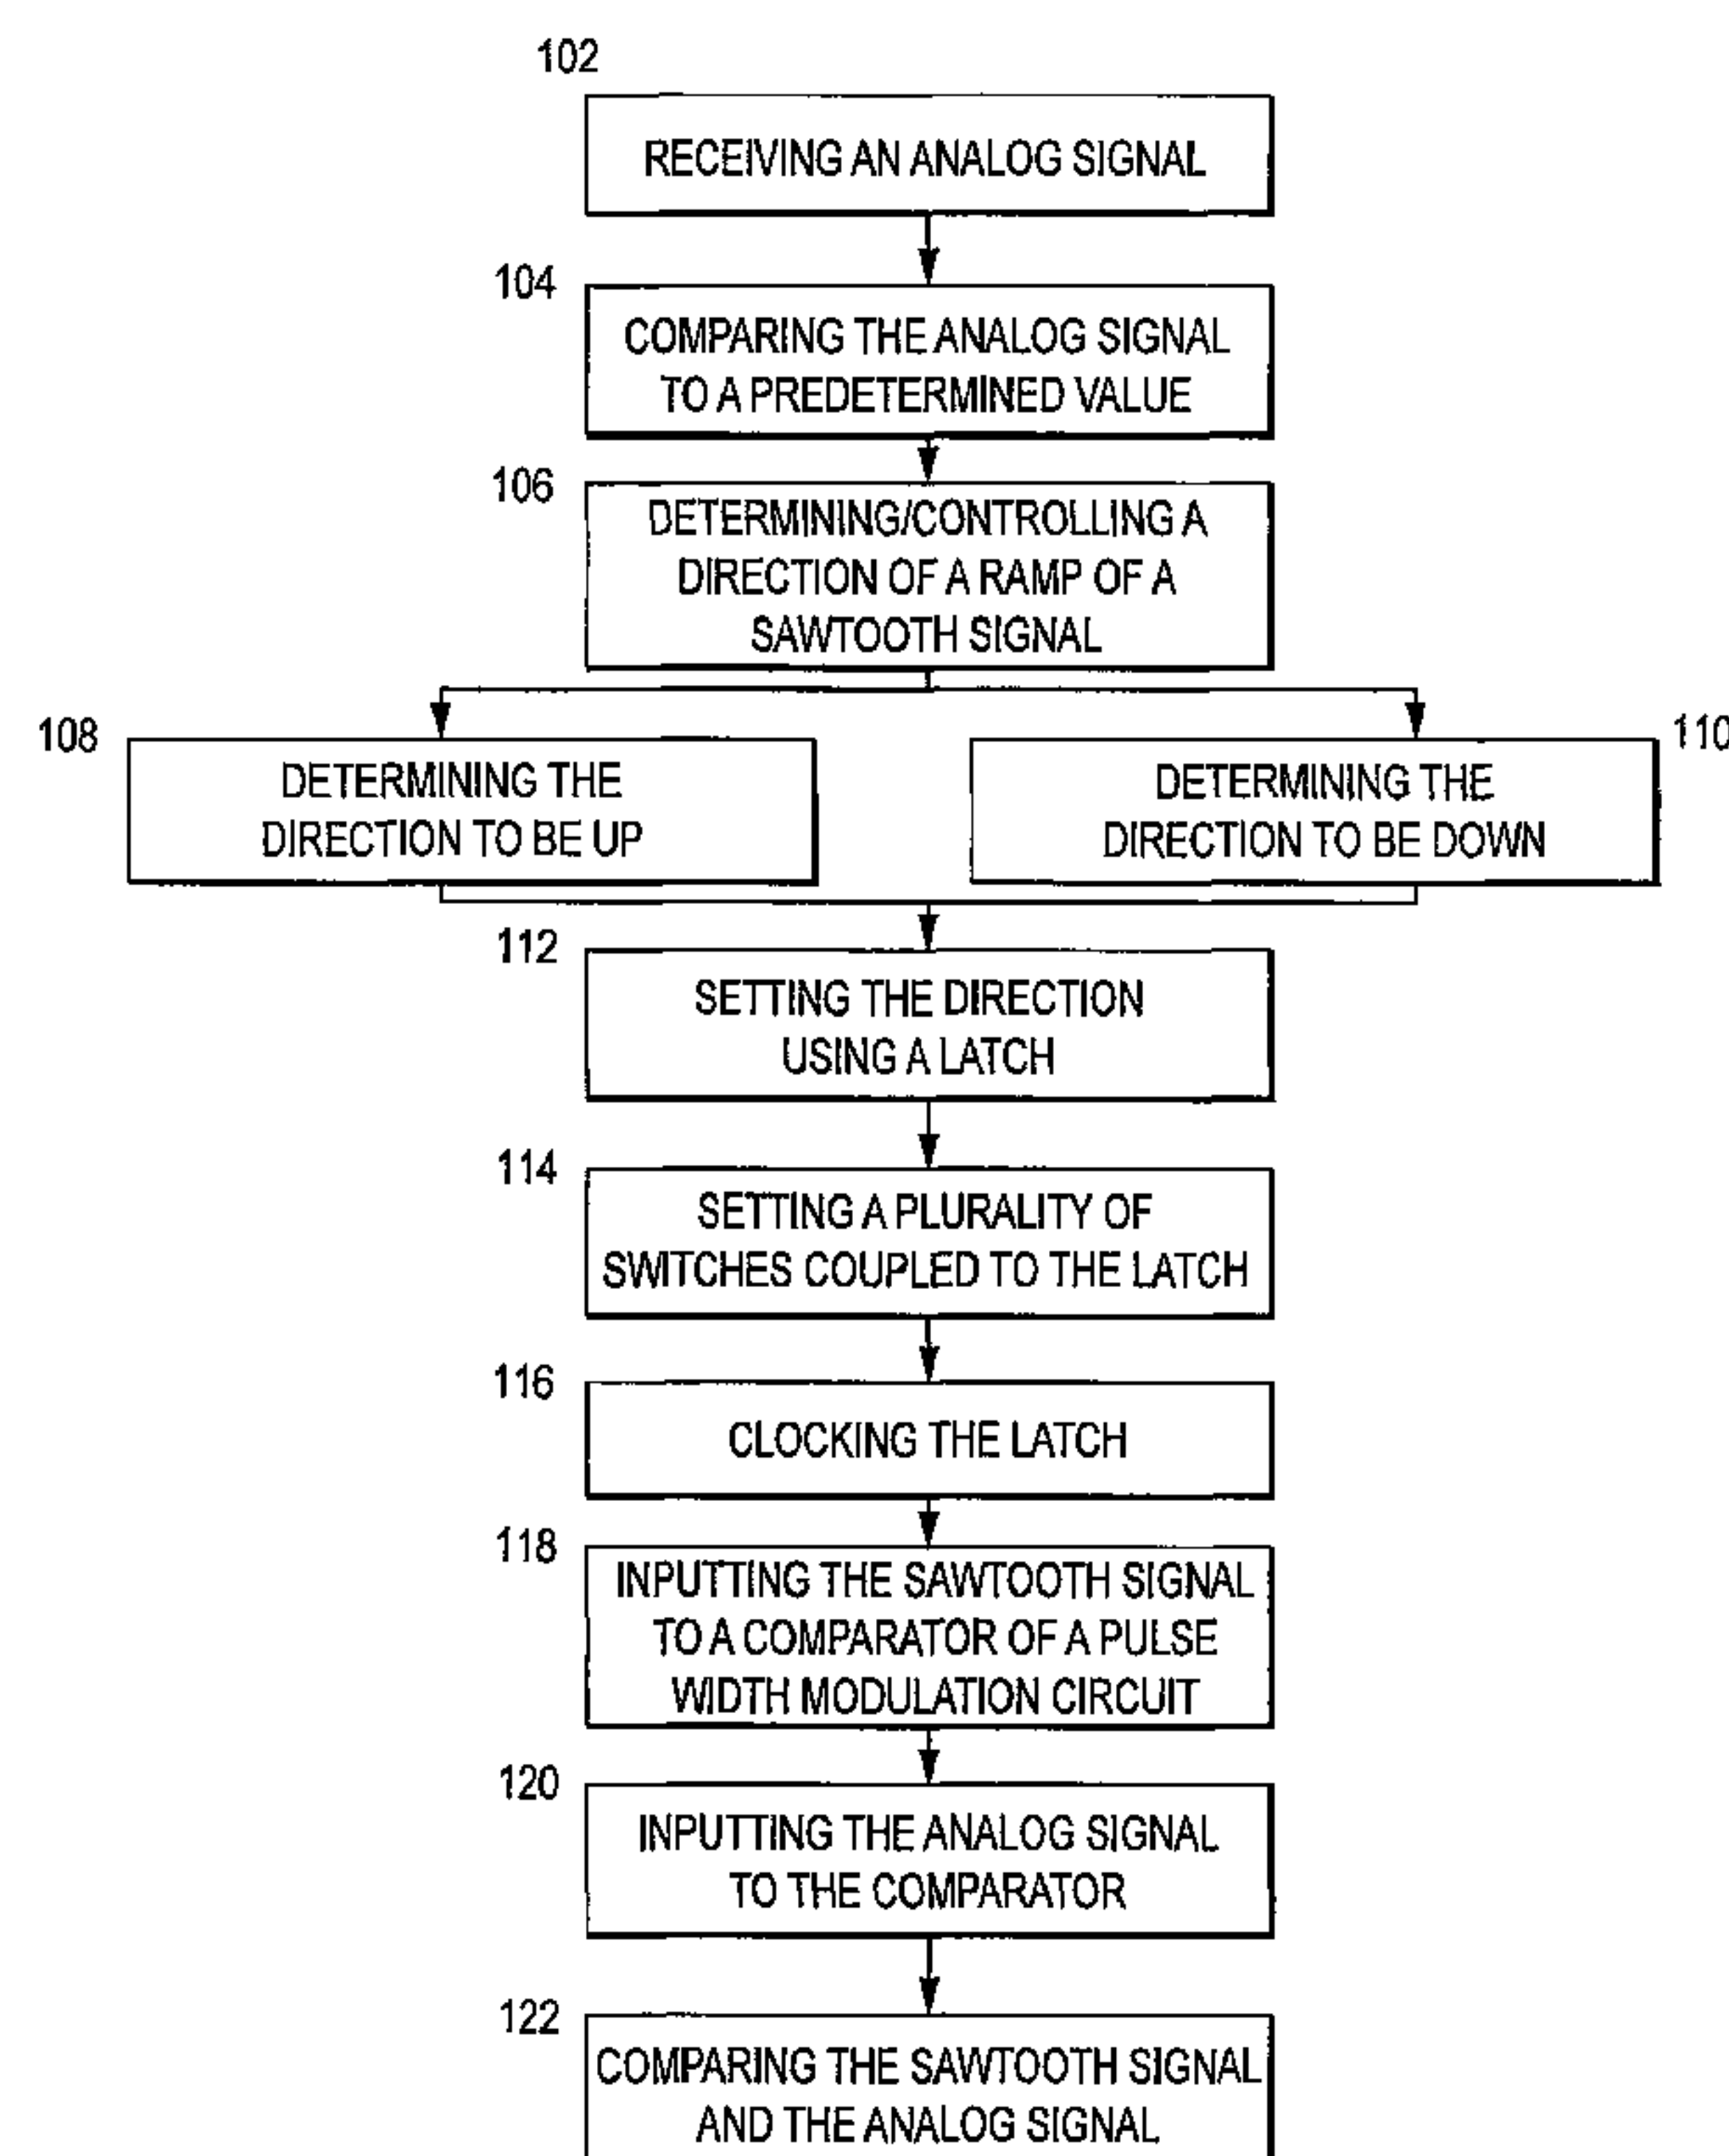 102
RECEIVING AN ANALOG SIGNAL
104
COMPARING THE ANALOG SIGNAL
TO A PREDETERMINED VALUE
106
DETERMINING/CONTROLLING A
DIRECTION OF A RAMP OF A
SAWTOOTH SIGNAL
108
DETERMINING THE
DIRECTION TO BE UP
110
DETERMINING THE
DIRECTION TO BE DOWN
112
SETTING THE DIRECTION
USING A LATCH
114
SETTING A PLURALITY OF
SWITCHES COUPLED TO THE LATCH
116
CLOCKING THE LATCH
118
INPUTTING THE SAWTOOTH SIGNAL
TO A COMPARATOR OF A PULSE
WIDTH MODULATION CIRCUIT
120
INPUTTING THE ANALOG SIGNAL
TO THE COMPARATOR
122
COMPARING THE SAWTOOTH SIGNAL
AND THE ANALOG SIGNAL